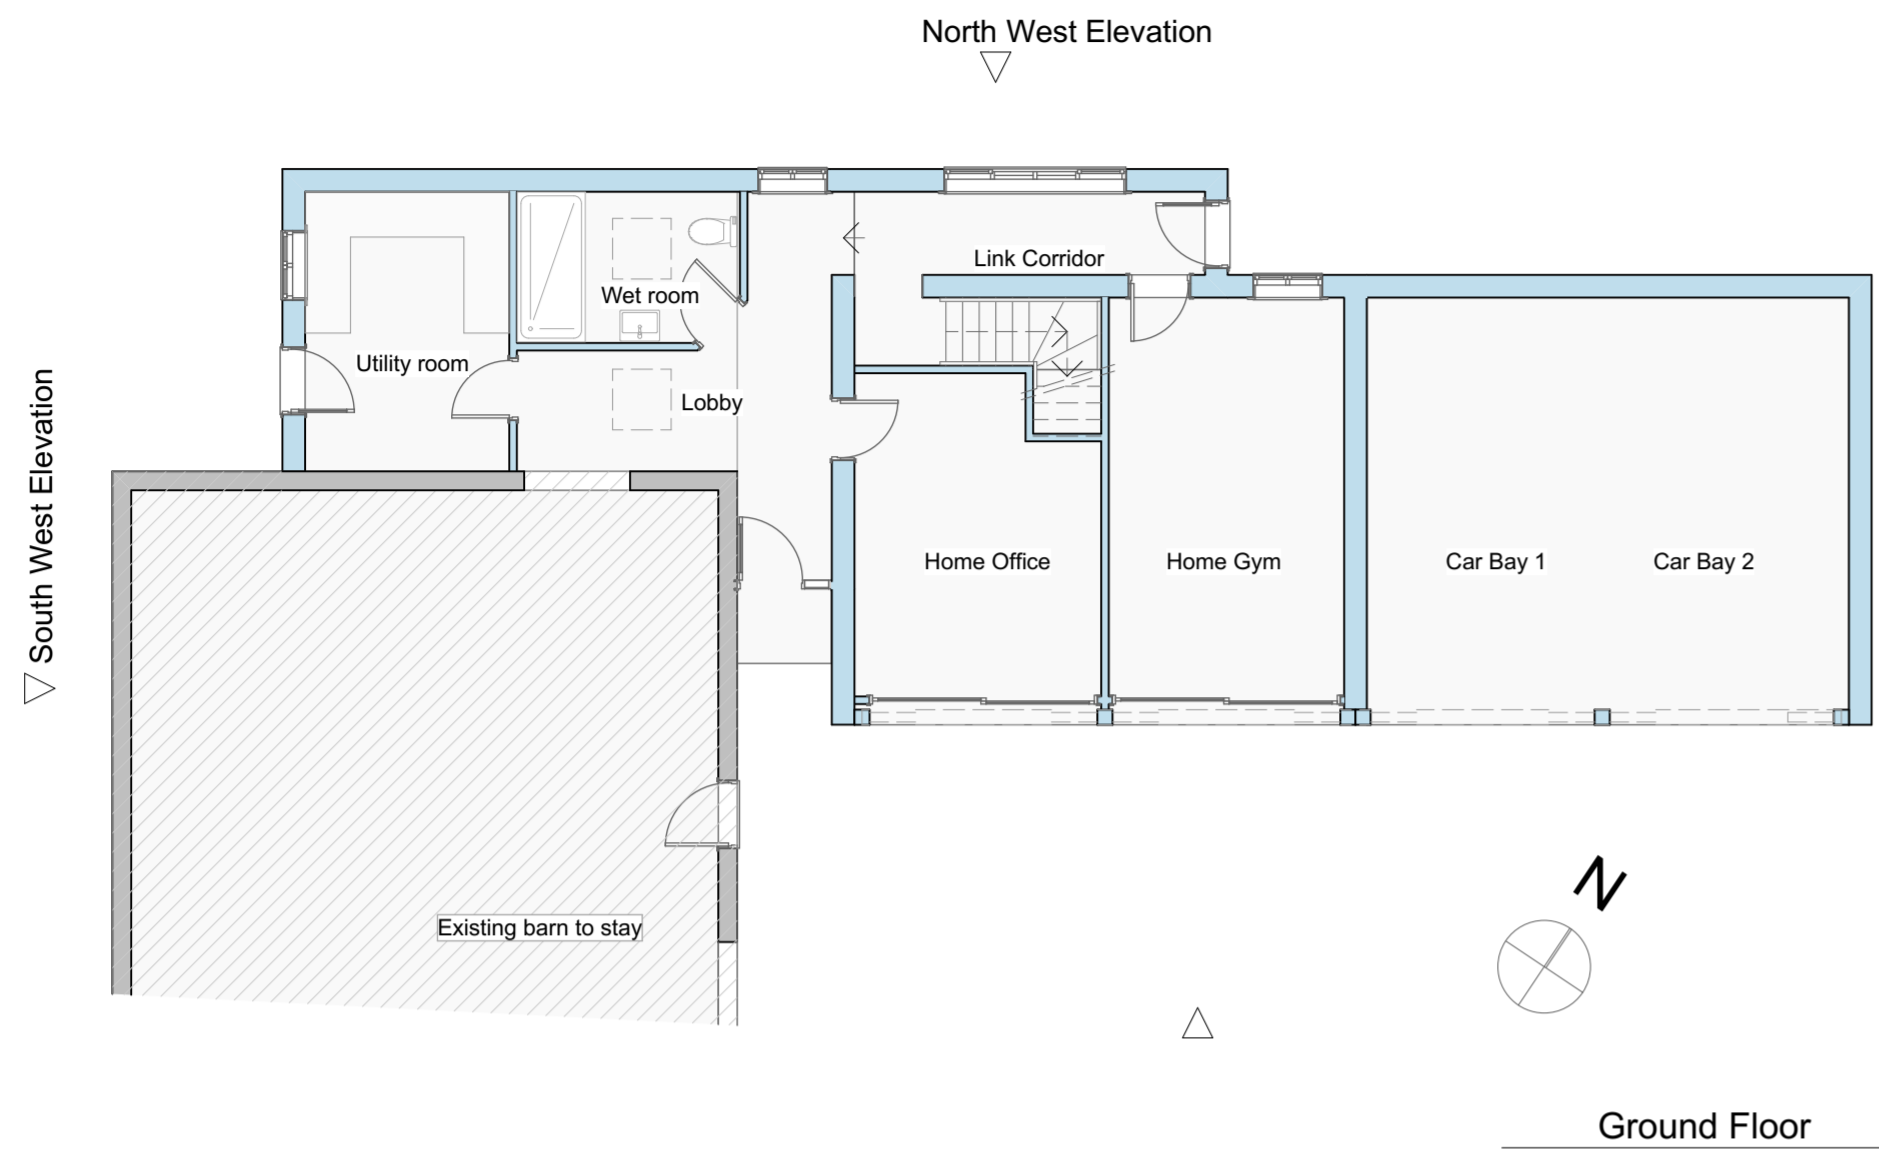 North West Elevation
Link Corridor
Wet room
Utility room
Lobby
South West Elevation
Home Office
Home Gym
Car Bay 1
Car Bay 2
Existing barn to stay
N
Ground Floor